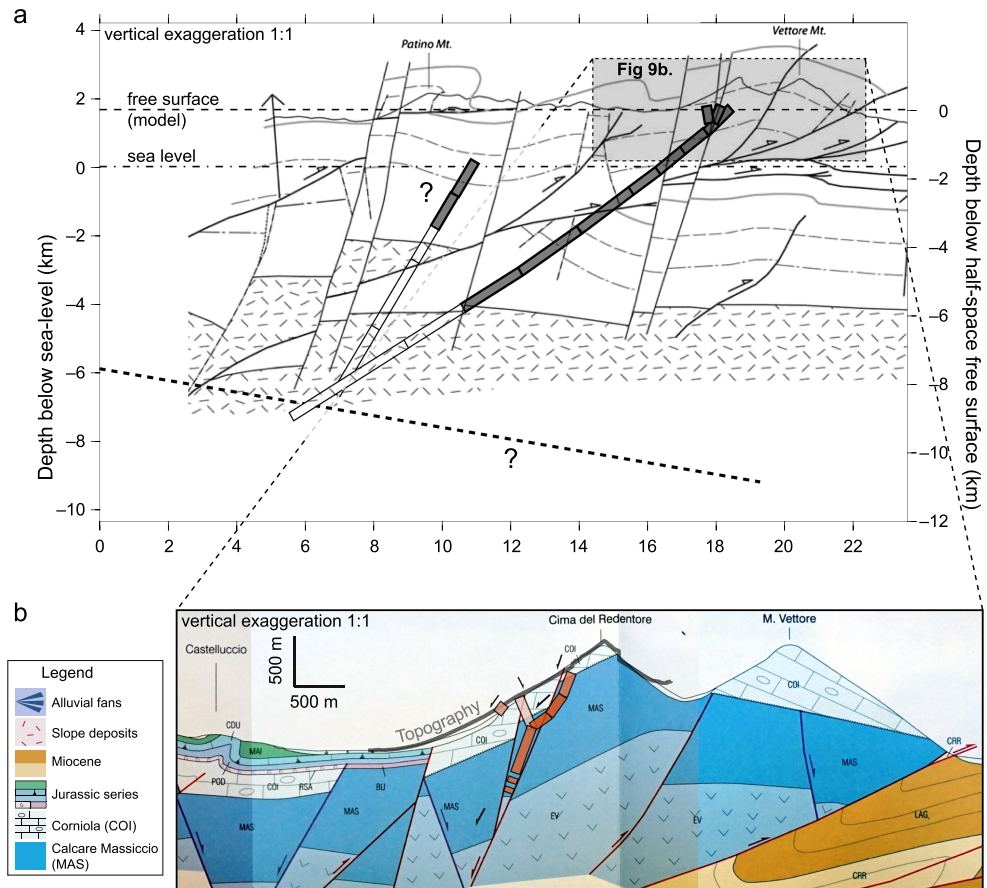 a
vertical exaggeration 1:1
Patino Mt.
Vettore Mt.
Fig 9b.
free surface
(model)
sea level
?
?
4
2
0
−2
−4
−6
−8
−10
Depth below sea-level (km)
0
−2
−4
−6
−8
−10
−12
Depth below half-space free surface (km)
0
2
4
6
8
10
12
14
16
18
20
22
b
vertical exaggeration 1:1
500 m
500 m
Castelluccio
Cima del Redentore
M. Vettore
Topography
CDU
MAI
POD
COI
RSA
BU
COI
COI
COI
MAS
MAS
MAS
MAS
MAS
EV
EV
CRR
LAG.
CRR
Legend
Alluvial fans
Slope deposits
Miocene
Jurassic series
Corniola (COI)
Calcare Massiccio
(MAS)